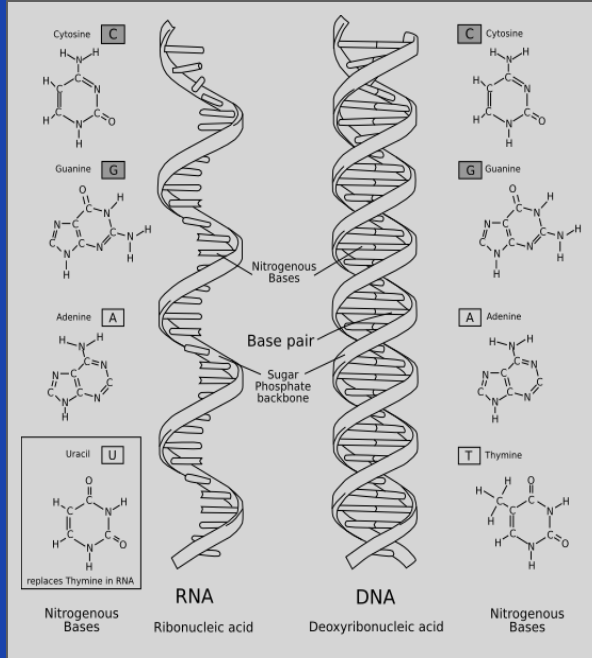 Cytosine C
C Cytosine
H H
N
H C
C N
H C C
N O
H
H H
N
H C
C N
H C C
N O
H
Guanine G
G Guanine
O
C H
N C N
C C H
C N C N
N H
H
O
C H
N C N
C C H
C N C N
N H
H
Nitrogenous
Bases
Adenine A
A Adenine
H H
N
N C N
C C C
N N
H
H H
N
N C N
C C C
N N
H
Base pair
Sugar
Phosphate
backbone
Uracil U
O
H C H
C N
C C
H N O
H
replaces Thymine in RNA
T Thymine
H O
H C C H
H C N
C C
H N O
H
RNA
DNA
Ribonucleic acid
Deoxyribonucleic acid
Nitrogenous
Bases
Nitrogenous
Bases